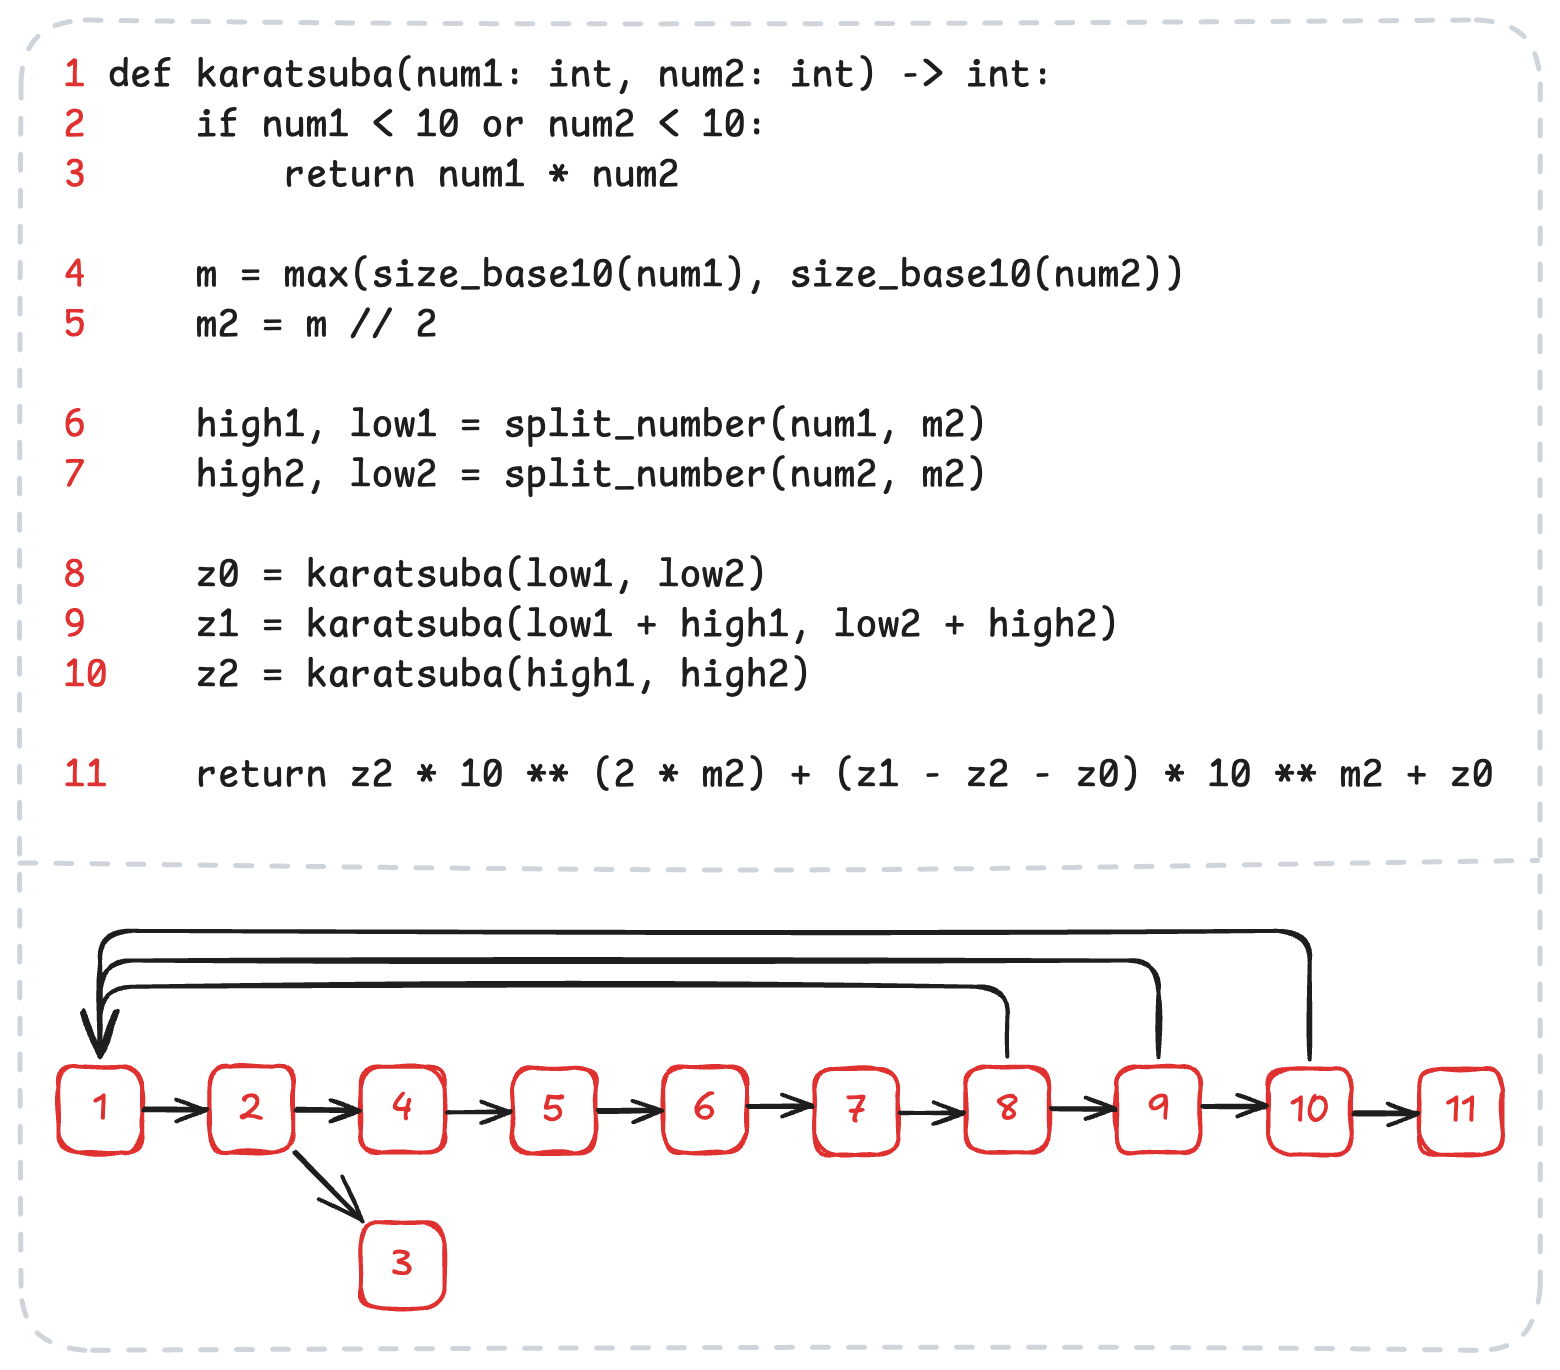 1 def karatsuba(num1: int, num2: int) -> int:
2     if num1 < 10 or num2 < 10:
3         return num1 * num2
4     m = max(size_base10(num1), size_base10(num2))
5     m2 = m // 2
6     high1, low1 = split_number(num1, m2)
7     high2, low2 = split_number(num2, m2)
8     z0 = karatsuba(low1, low2)
9     z1 = karatsuba(low1 + high1, low2 + high2)
10    z2 = karatsuba(high1, high2)
11    return z2 * 10 ** (2 * m2) + (z1 - z2 - z0) * 10 ** m2 + z0
1 2 4 5 6 7 8 9 10 11
3